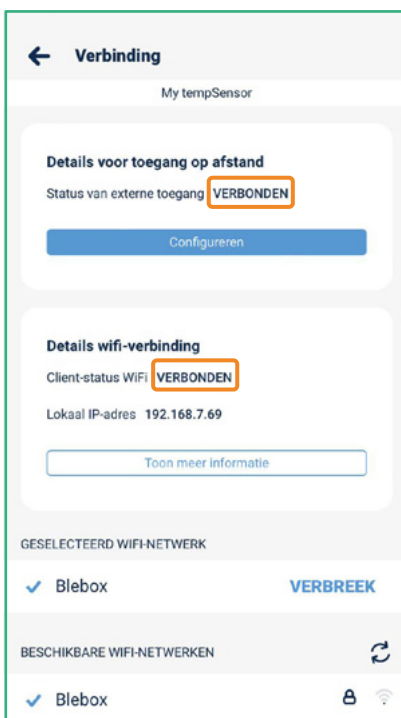 Verbinding
My tempSensor
Details voor toegang op afstand
Status van externe toegang VERBONDEN
Configureren
Details wifi-verbinding
Client-status WiFi VERBONDEN
Lokaal IP-adres 192.168.7.69
Toon meer informatie
GESELECTEERD WIFI-NETWERK
Blebox VERBREEK
BESCHIKBARE WIFI-NETWERKEN
Blebox